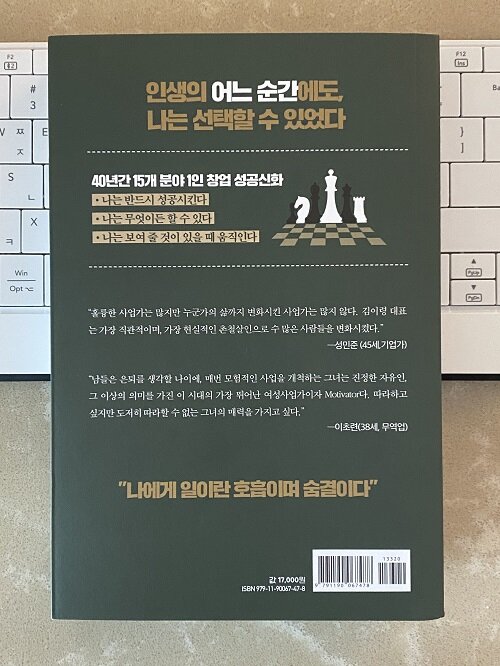 인생의 어느 순간에도,
나는 선택할 수 있었다
40년간 15개 분야 1인 창업 성공신화
• 나는 반드시 성공시킨다
• 나는 무엇이든 할 수 있다
• 나는 보여 줄 것이 있을 때 움직인다
“훌륭한 사업가는 많지만 누군가의 삶까지 변화시킨 사업가는 많지 않다. 김이랑 대표
는 가장 직관적이며, 가장 현실적인 촌철살인으로 수 많은 사람들을 변화시켰다.”
—성민준 (45세,기업가)
“남들은 은퇴를 생각할 나이에, 매번 모험적인 사업을 개척하는 그녀는 진정한 자유인,
그 이상의 의미를 가진 이 시대의 가장 뛰어난 여성사업가이자 Motivator다. 따라하고
싶지만 도저히 따라할 수 없는 그녀의 매력을 가지고 싶다.”
—이초련(38세, 무역업)
"나에게 일이란 호흡이며 숨결이다"
13320
값 17,000원
ISBN 979-11-90067-47-8
9 791190 067478
F2
#
3
W ㅉ
ㅈ
S
ㄴ
X
ㅋ
Win
Opt
F12
Ins
}
]
PgUp
PgDn